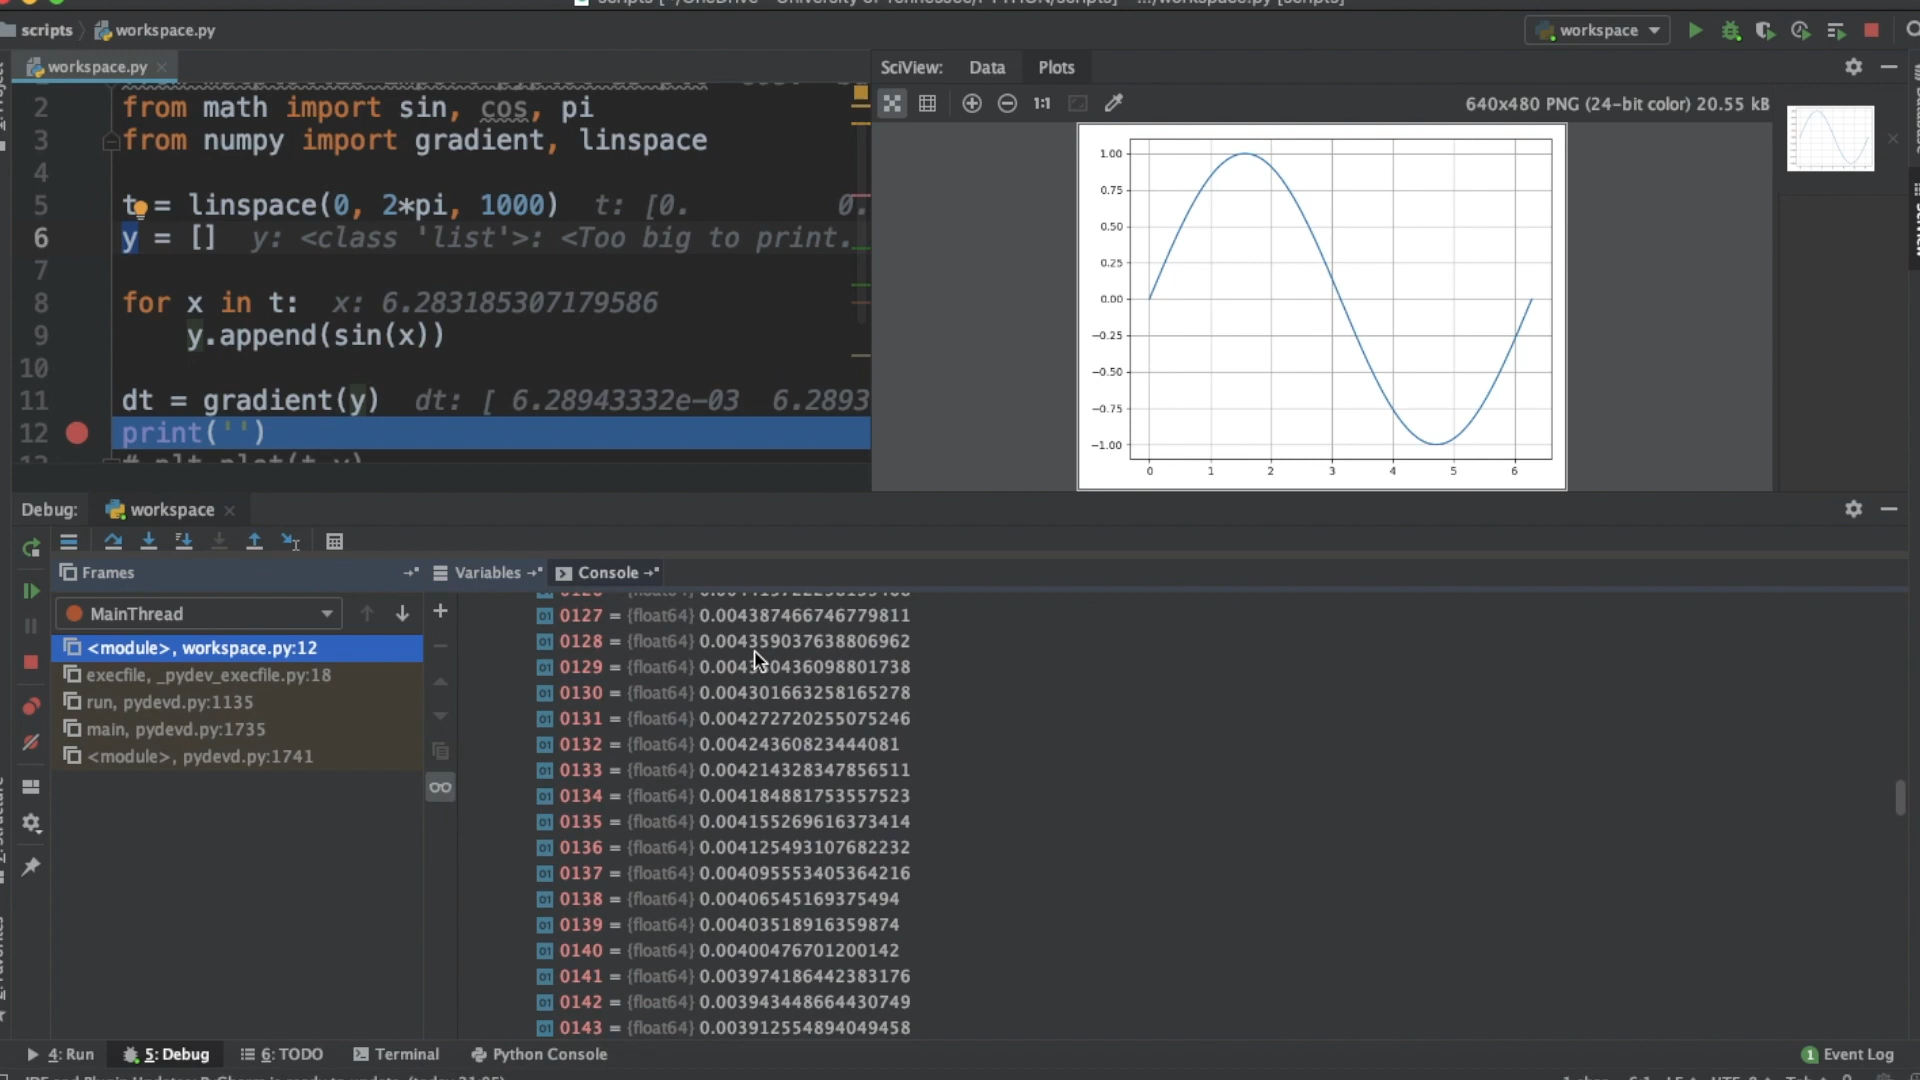 scripts
workspace.py
workspace
workspace.py
2 from math import sin, cos, pi
3 from numpy import gradient, linspace
4
5 t = linspace(0, 2*pi, 1000) t: [0. 0.
6 y = [] y: <class 'list'>: <Too big to print.
7
8 for x in t: x: 6.283185307179586
9 y.append(sin(x))
10
11 dt = gradient(y) dt: [ 6.28943332e-03 6.2893
12 print('')
SciView: Data Plots
1:1
640x480 PNG (24-bit color) 20.55 kB
1.00
0.75
0.50
0.25
0.00
−0.25
−0.50
−0.75
−1.00
0 1 2 3 4 5 6
Debug: workspace
Frames
Variables
Console
MainThread
<module>, workspace.py:12
execfile, _pydev_execfile.py:18
run, pydevd.py:1135
main, pydevd.py:1735
<module>, pydevd.py:1741
0127 = {float64} 0.004387466746779811
0128 = {float64} 0.004359037638806962
0129 = {float64}
0130 = {float64} 0.004301663258165278
0131 = {float64} 0.004272720255075246
0132 = {float64} 0.004243608234440​81
0133 = {float64} 0.004214328347856511
0134 = {float64} 0.004184881753557523
0135 = {float64} 0.004155269616373414
0136 = {float64} 0.004125493107682232
0137 = {float64} 0.004095553405364216
0138 = {float64} 0.00406545169375494
0139 = {float64} 0.00403518916359874
0140 = {float64} 0.00400476701200142
0141 = {float64} 0.003974186442383176
0142 = {float64} 0.003943448664430749
0143 = {float64} 0.003912554894049458
4: Run
5: Debug
6: TODO
Terminal
Python Console
1 Event Log